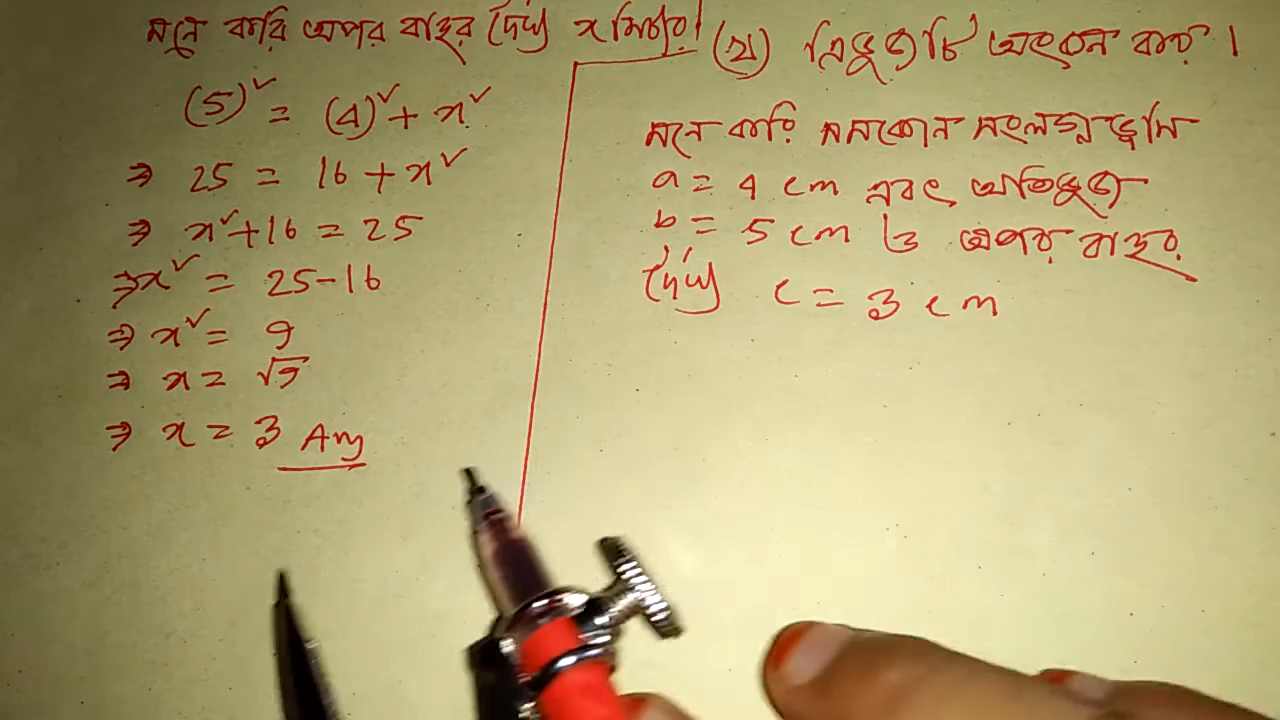 মনে করি অপর বাহুর দৈর্ঘ্য x মিটার।
(5)² = (4)² + x²
⇒ 25 = 16 + x²
⇒ x² + 16 = 25
⇒ x² = 25 - 16
⇒ x² = 9
⇒ x = √9
⇒ x = 3 Ans
(খ) ত্রিভুজটি অংকন কর।
মনে করি সমকোন সংলগ্ন ভূমি
a = 4 cm এবং অতিভুজ
b = 5 cm ও অপর বাহুর
দৈর্ঘ্য c = 3 cm